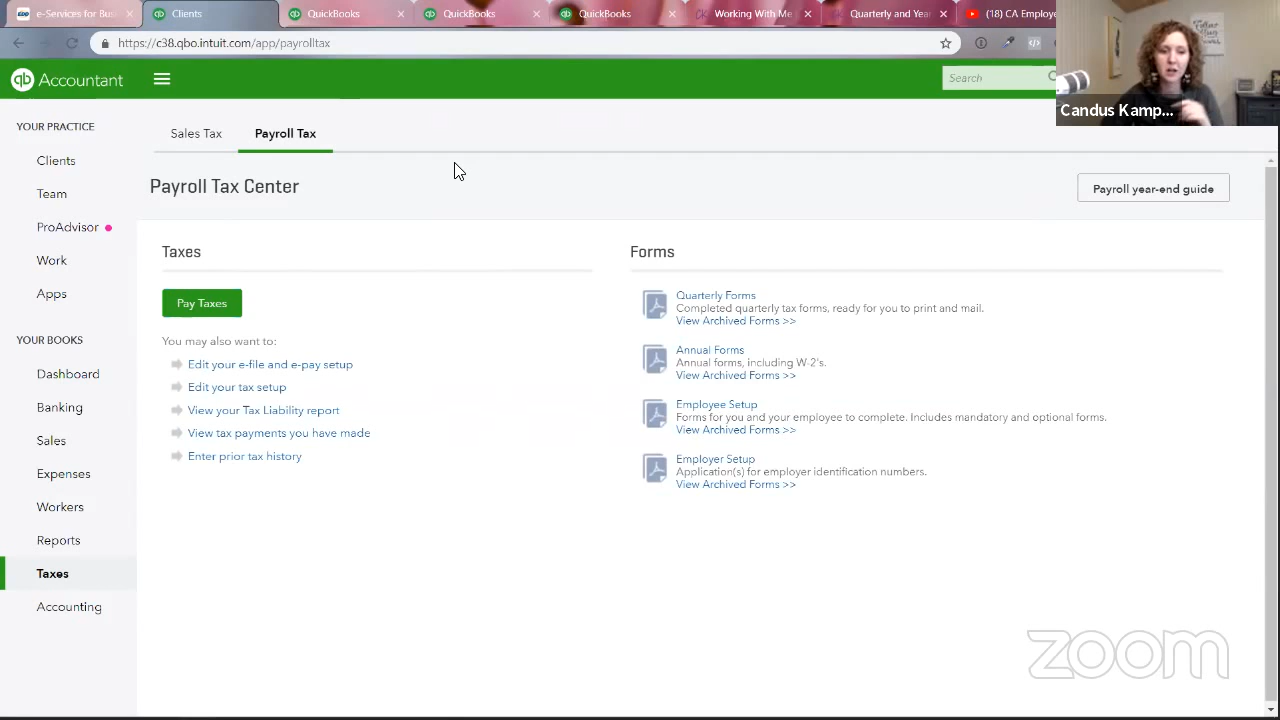 EDD e-Services for Busi
Clients
QuickBooks
QuickBooks
QuickBooks
Working With Me
Quarterly and Year
(18) CA Employe
https://c38.qbo.intuit.com/app/payrolltax
qb Accountant
Search
Candus Kamp...
YOUR PRACTICE
Clients
Team
ProAdvisor
Work
Apps
YOUR BOOKS
Dashboard
Banking
Sales
Expenses
Workers
Reports
Taxes
Accounting
Sales Tax
Payroll Tax
Payroll Tax Center
Payroll year-end guide
Taxes
Pay Taxes
You may also want to:
Edit your e-file and e-pay setup
Edit your tax setup
View your Tax Liability report
View tax payments you have made
Enter prior tax history
Forms
Quarterly Forms
Completed quarterly tax forms, ready for you to print and mail.
View Archived Forms >>
Annual Forms
Annual forms, including W-2's.
View Archived Forms >>
Employee Setup
Forms for you and your employee to complete. Includes mandatory and optional forms.
View Archived Forms >>
Employer Setup
Application(s) for employer identification numbers.
View Archived Forms >>
zoom